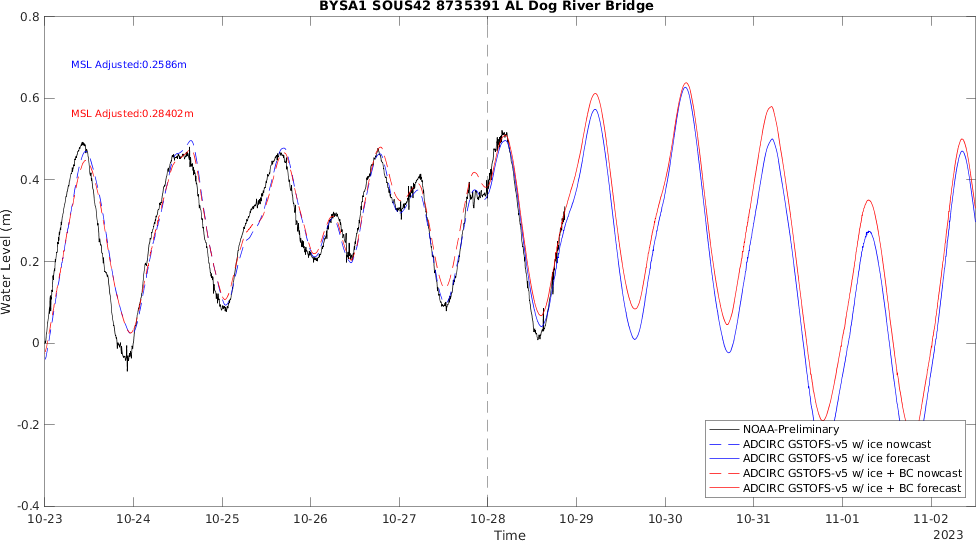 BYSA1 SOUS42 8735391 AL Dog River Bridge
0.8
MSL Adjusted:0.2586m
0.6
MSL Adjusted:0.28402m
0.4
0.2
0
-0.2
-0.4
Water Level (m)
NOAA-Preliminary
ADCIRC GSTOFS-v5 w/ ice nowcast
ADCIRC GSTOFS-v5 w/ ice forecast
ADCIRC GSTOFS-v5 w/ ice + BC nowcast
ADCIRC GSTOFS-v5 w/ ice + BC forecast
10-23 10-24 10-25 10-26 10-27 10-28 10-29 10-30 10-31 11-01 11-02
Time
2023